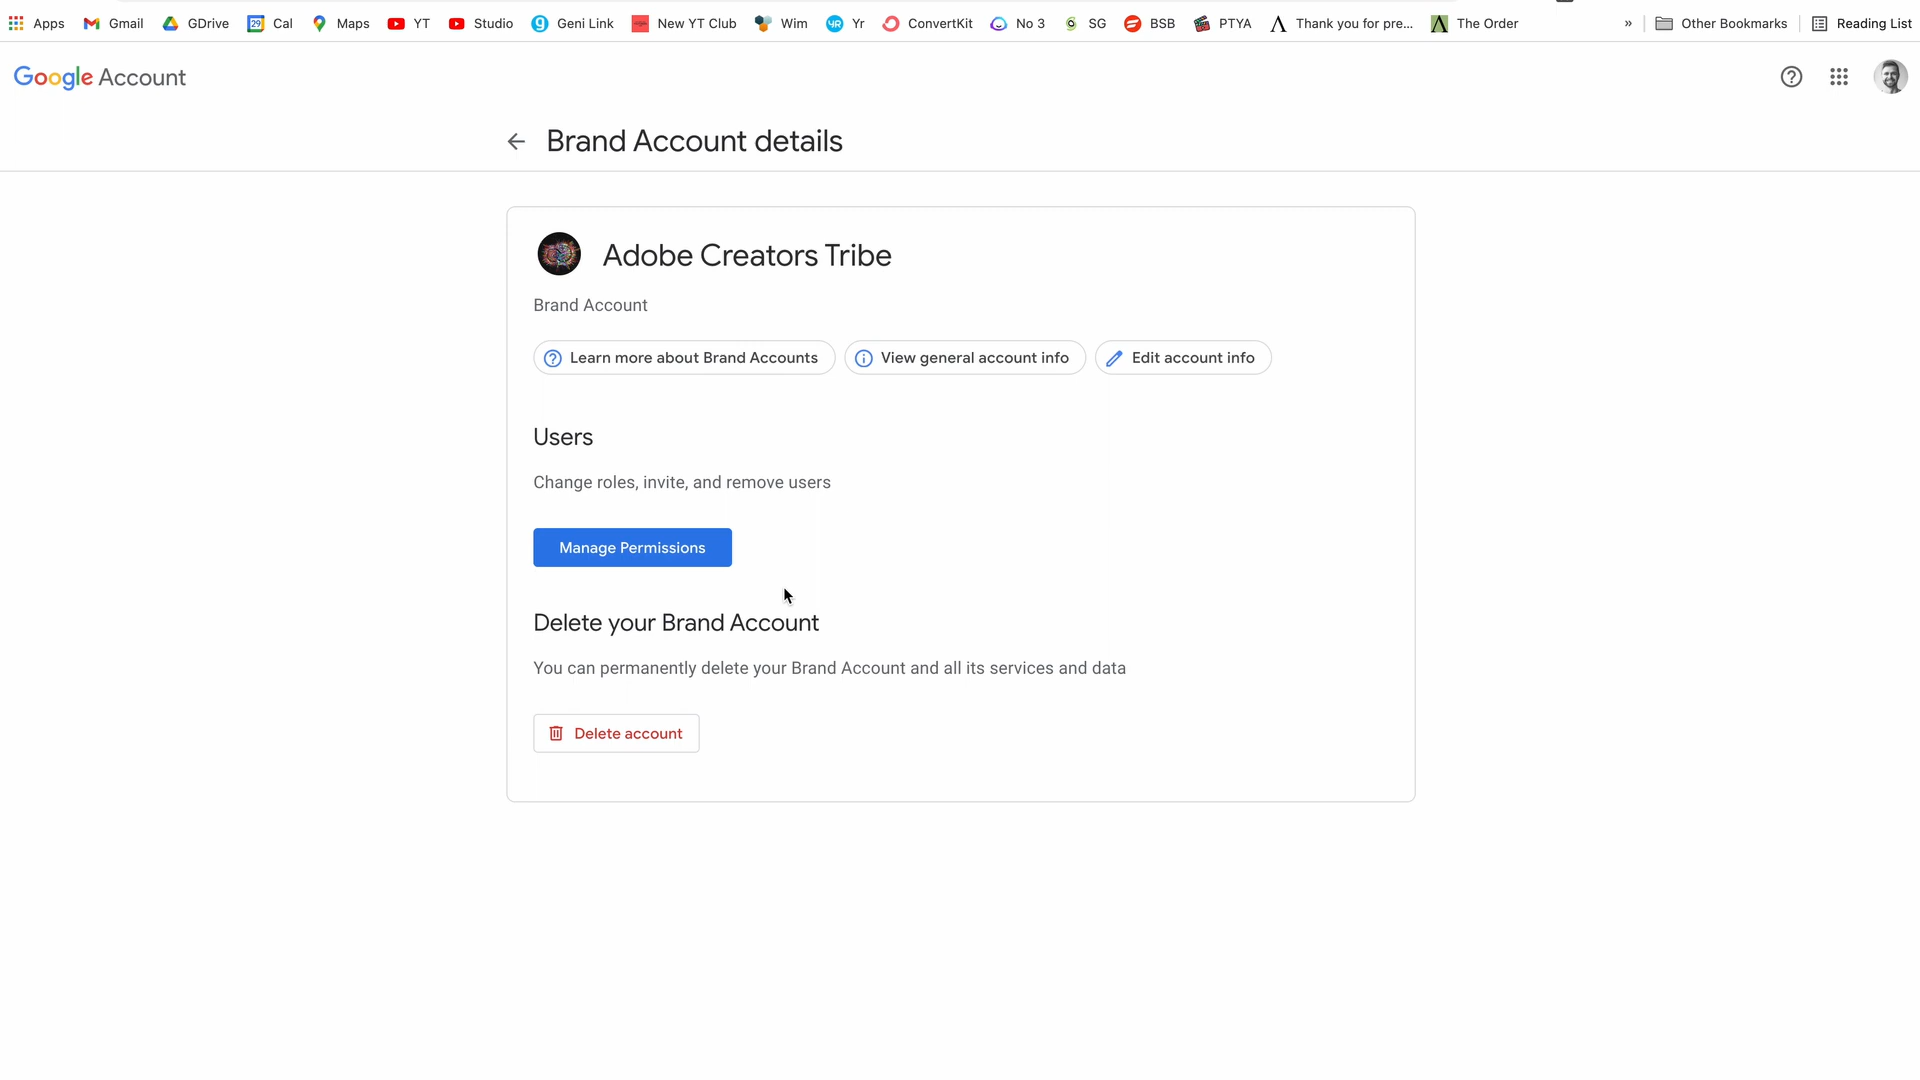 Apps Gmail GDrive 29 Cal Maps YT Studio Geni Link New YT Club Wim YR Yr ConvertKit No 3 SG BSB PTYA Thank you for pre... The Order » Other Bookmarks Reading List
Google Account
Brand Account details
Adobe Creators Tribe
Brand Account
Learn more about Brand Accounts View general account info Edit account info
Users
Change roles, invite, and remove users
Manage Permissions
Delete your Brand Account
You can permanently delete your Brand Account and all its services and data
Delete account